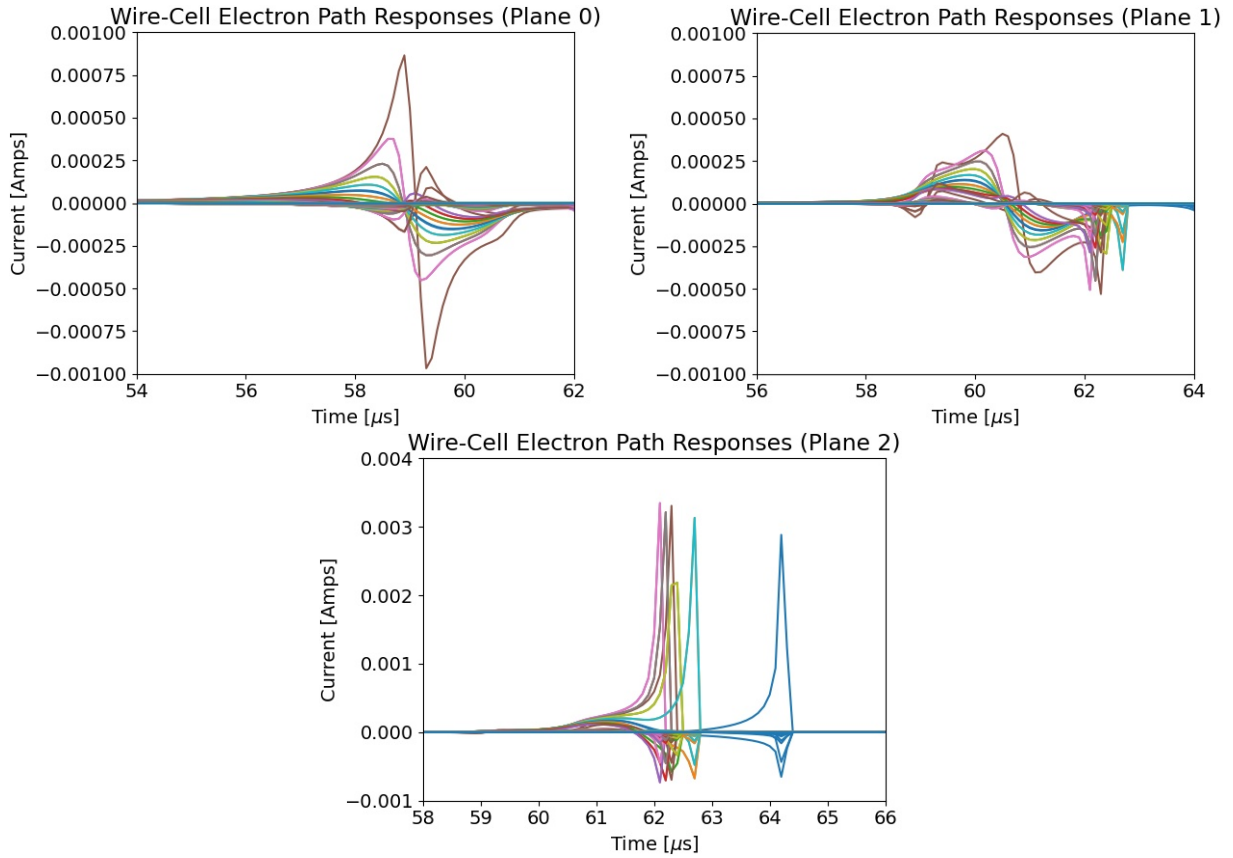 Wire-Cell Electron Path Responses (Plane 0)
0.00100
0.00075
0.00050
0.00025
0.00000
−0.00025
−0.00050
−0.00075
−0.00100
Current [Amps]
54 56 58 60 62
Time [μs]
Wire-Cell Electron Path Responses (Plane 1)
0.00100
0.00075
0.00050
0.00025
0.00000
−0.00025
−0.00050
−0.00075
−0.00100
Current [Amps]
56 58 60 62 64
Time [μs]
Wire-Cell Electron Path Responses (Plane 2)
0.004
0.003
0.002
0.001
0.000
−0.001
Current [Amps]
58 59 60 61 62 63 64 65 66
Time [μs]